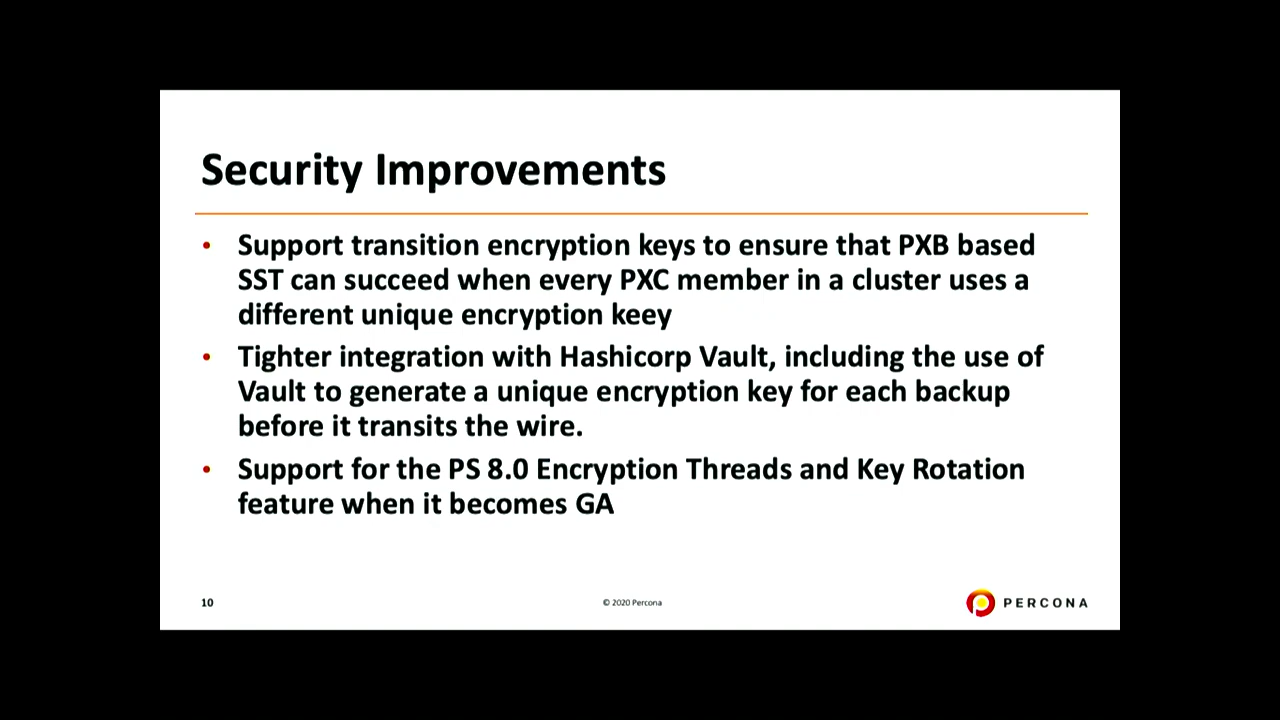 Security Improvements
• Support transition encryption keys to ensure that PXB based
SST can succeed when every PXC member in a cluster uses a
different unique encryption keey
• Tighter integration with Hashicorp Vault, including the use of
Vault to generate a unique encryption key for each backup
before it transits the wire.
• Support for the PS 8.0 Encryption Threads and Key Rotation
feature when it becomes GA
10
© 2020 Percona
PERCONA